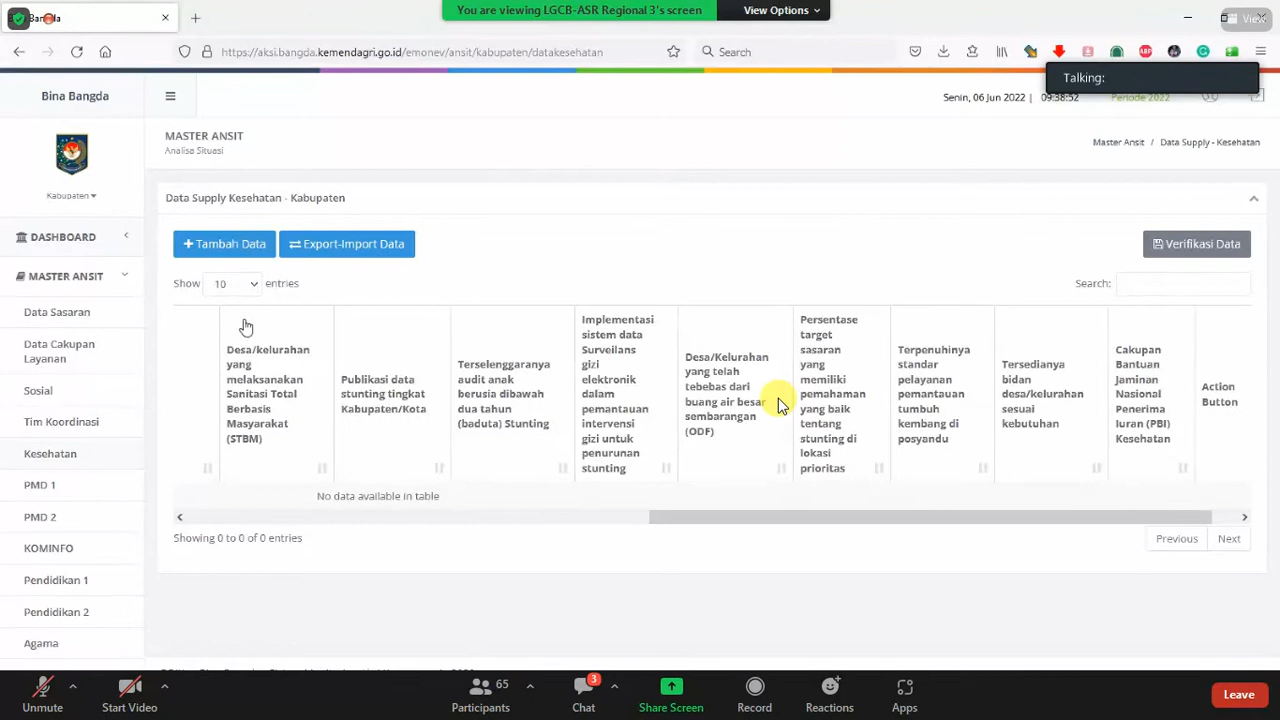 You are viewing LGCB-ASR Regional 3's screen
View Options
View
Bangda
https://aksi.bangda.kemendagri.go.id/emonev/ansit/kabupaten/datakesehatan
Search
Talking:
Bina Bangda
Senin, 06 Jun 2022 |
09:38:52
Periode 2022
MASTER ANSIT
Analisa Situasi
Master Ansit / Data Supply - Kesehatan
Kabupaten
DASHBOARD
MASTER ANSIT
Data Sasaran
Data Cakupan
Layanan
Sosial
Tim Koordinasi
Kesehatan
PMD 1
PMD 2
KOMINFO
Pendidikan 1
Pendidikan 2
Agama
Data Supply Kesehatan - Kabupaten
+ Tambah Data
Export-Import Data
Verifikasi Data
Show 10 entries
Search:
Desa/kelurahan
yang
melaksanakan
Sanitasi Total
Berbasis
Masyarakat
(STBM)
Publikasi data
stunting tingkat
Kabupaten/Kota
Terselenggaranya
audit anak
berusia dibawah
dua tahun
(baduta) Stunting
Implementasi
sistem data
Surveilans
gizi
elektronik
dalam
pemantauan
intervensi
gizi untuk
penurunan
stunting
Desa/Kelurahan
yang telah
tebebas dari
buang air besar
sembarangan
(ODF)
Persentase
target
sasaran
yang
memiliki
pemahaman
yang baik
tentang
stunting di
lokasi
prioritas
Terpenuhinya
standar
pelayanan
pemantauan
tumbuh
kembang di
posyandu
Tersedianya
bidan
desa/kelurahan
sesuai
kebutuhan
Cakupan
Bantuan
Jaminan
Nasional
Penerima
Iuran (PBI)
Kesehatan
Action
Button
No data available in table
Showing 0 to 0 of 0 entries
Previous
Next
Unmute
Start Video
65
Participants
3
Chat
Share Screen
Record
Reactions
Apps
Leave